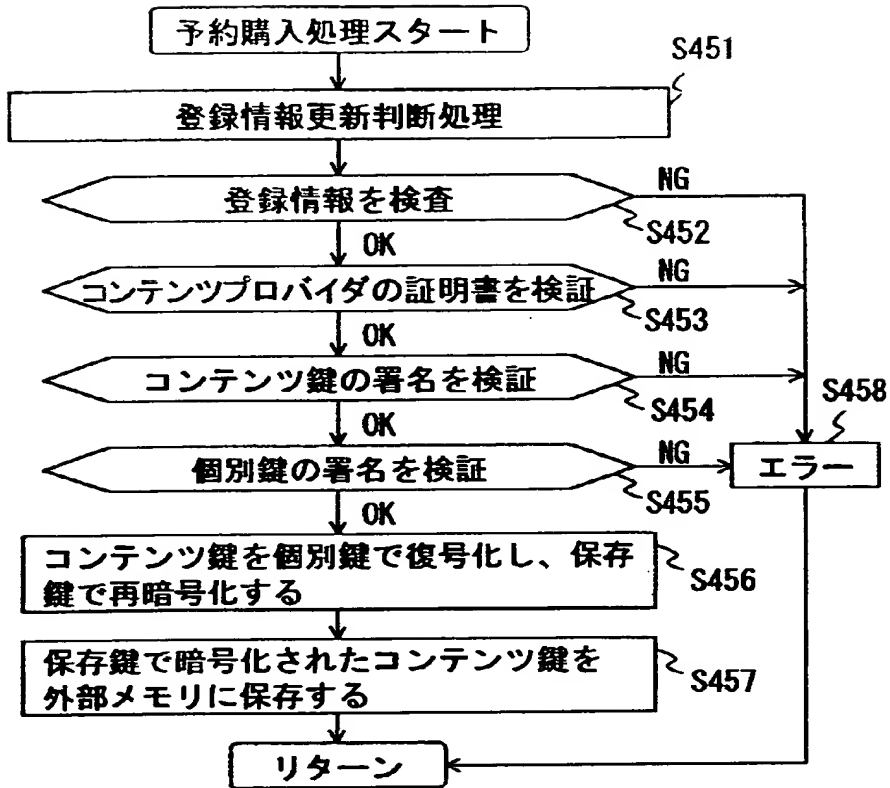 予約購入処理スタート
S451
登録情報更新判断処理
登録情報を検査
NG
S452
OK
コンテンツプロバイダの証明書を検証
NG
S453
OK
コンテンツ鍵の署名を検証
NG
S454
S458
OK
個別鍵の署名を検証
NG
エラー
S455
OK
コンテンツ鍵を個別鍵で復号化し、保存
鍵で再暗号化する
S456
保存鍵で暗号化されたコンテンツ鍵を
外部メモリに保存する
S457
リターン